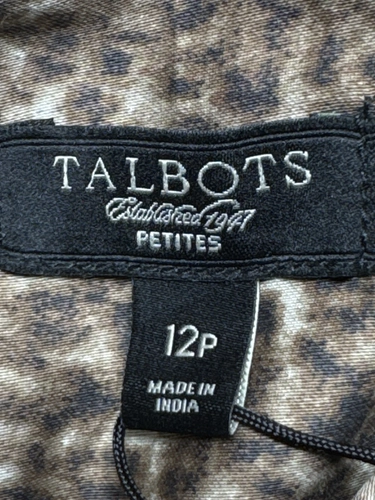 TALBOTS
Established 1947
PETITES
12P
MADE IN
INDIA